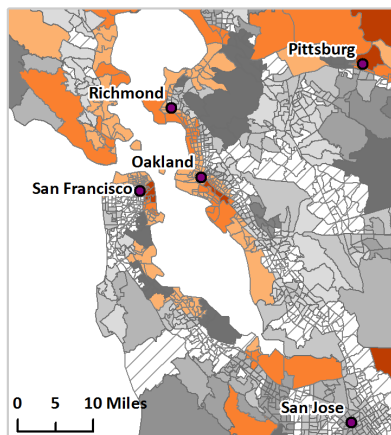 Pittsburg
Richmond
Oakland
San Francisco
0 5 10 Miles
San Jose